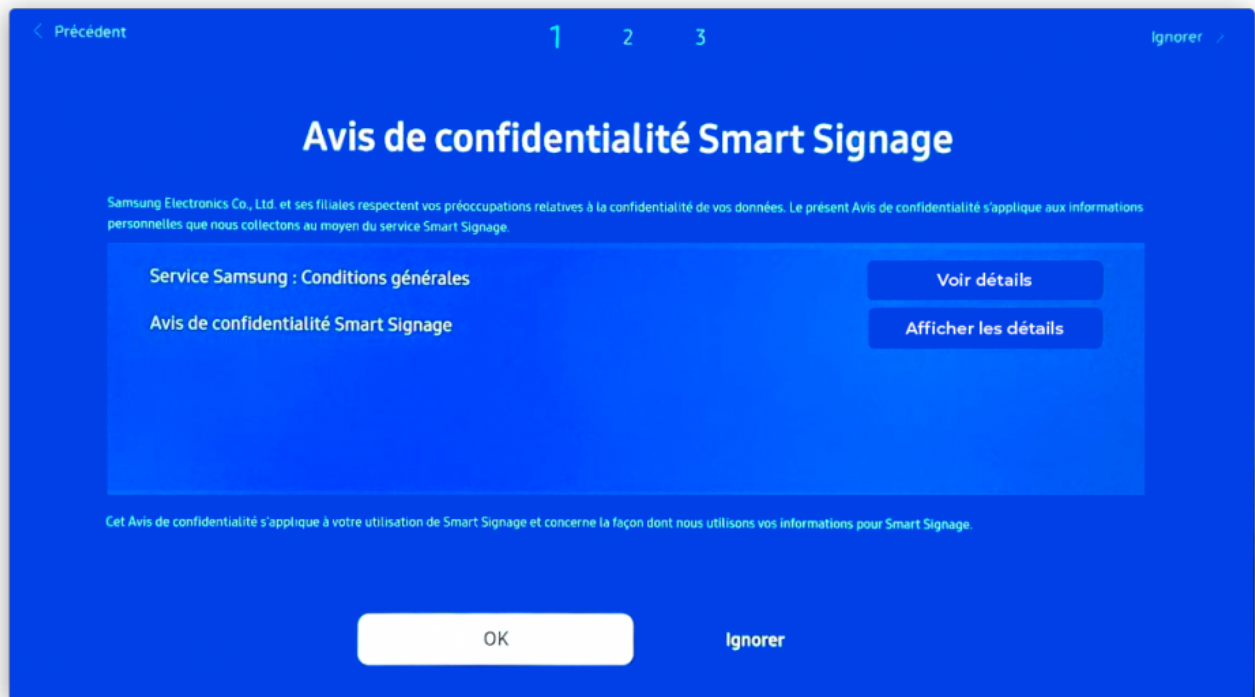 Précédent
1 2 3
Ignorer
Avis de confidentialité Smart Signage
Samsung Electronics Co., Ltd. et ses filiales respectent vos préoccupations relatives à la confidentialité de vos données. Le présent Avis de confidentialité s'applique aux informations
personnelles que nous collectons au moyen du service Smart Signage.
Service Samsung : Conditions générales
Voir détails
Avis de confidentialité Smart Signage
Afficher les détails
Cet Avis de confidentialité s'applique à votre utilisation de Smart Signage et concerne la façon dont nous utilisons vos informations pour Smart Signage.
OK
Ignorer